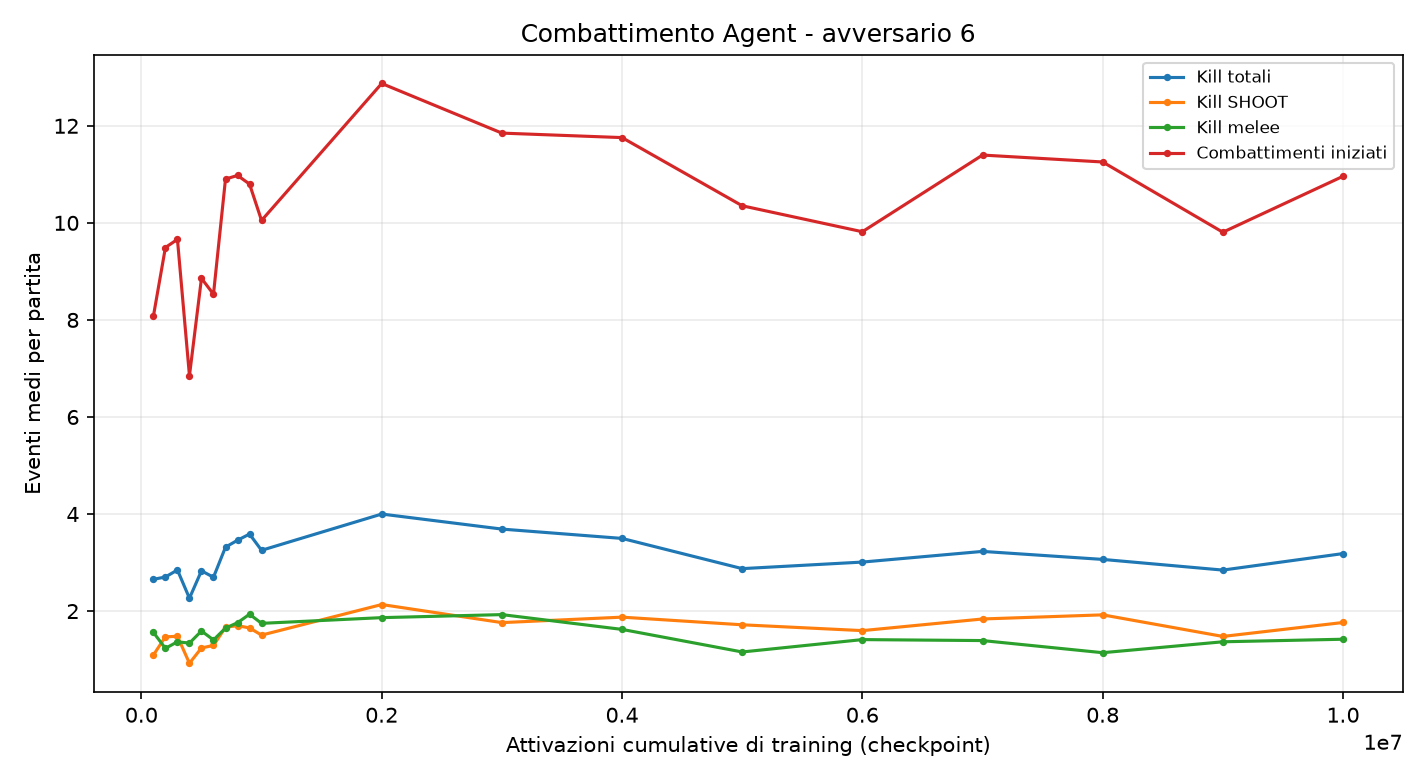 Combattimento Agent - avversario 6
Kill totali
Kill SHOOT
Kill melee
Combattimenti iniziati
Eventi medi per partita
12
10
8
6
4
2
0.0 0.2 0.4 0.6 0.8 1.0
1e7
Attivazioni cumulative di training (checkpoint)